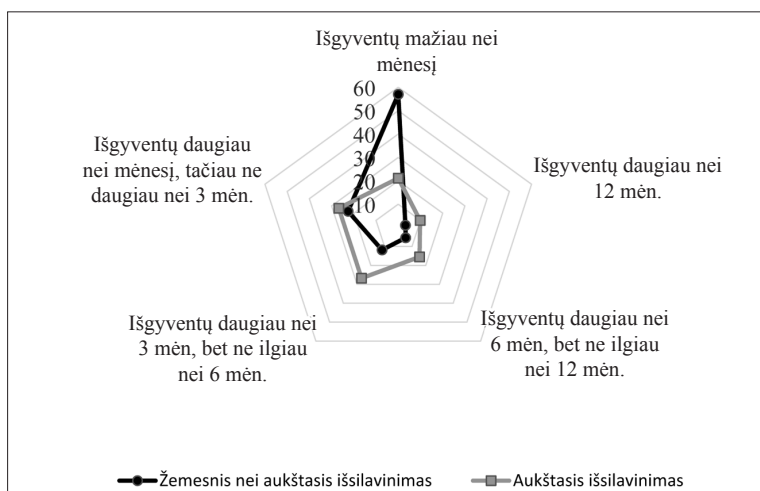 Išgyventų mažiau nei
mėnesį
60
50
40
30
20
10
Išgyventų daugiau
nei mėnesį, tačiau ne
daugiau nei 3 mėn.
Išgyventų daugiau nei
12 mėn.
Išgyventų daugiau nei
3 mėn, bet ne ilgiau
nei 6 mėn.
Išgyventų daugiau nei
6 mėn, bet ne ilgiau
nei 12 mėn.
Žemesnis nei aukštasis išsilavinimas
Aukštasis išsilavinimas